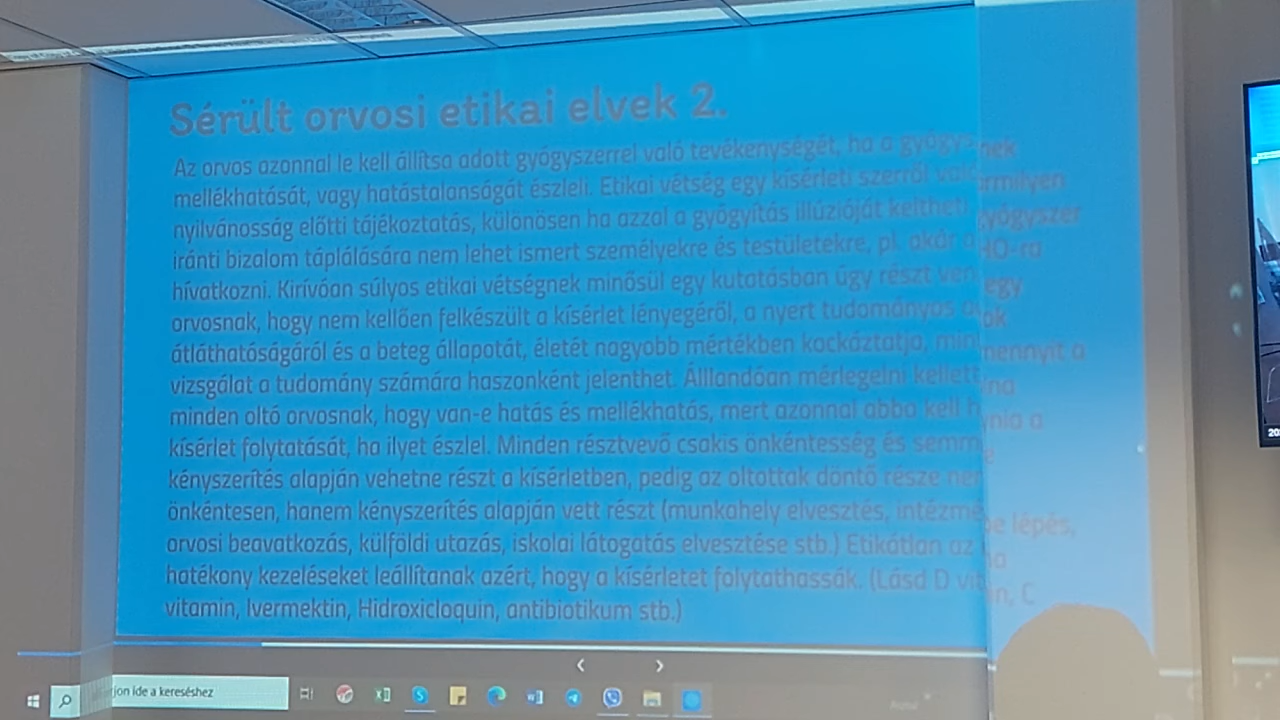 Sérült orvosi etikai elvek 2.
Az orvos azonnal le kell állítsa adott gyógyszerrel való tevékenységét, ha a
mellékhatását, vagy hatástalanságát észleli. Etikai vétség egy kísérleti szerről
nyilvánosság előtti tájékoztatás, különösen ha azzal a gyógyítás illúzióját keltheti gyógyszer
iránti bizalom táplálására nem lehet ismert személyekre és testületekre, pl. akár a
hívatkozni. Kirívóan súlyos etikai vétségnek minősül egy kutatásban úgy részt egy
orvosnak, hogy nem kellően felkészült a kísérlet lényegéről, a nyert tudományos
átláthatóságáról és a beteg állapotát, életét nagyobb mértékben kockáztatja, mint
vizsgálat a tudomány számára haszonként jelenthet. Álllandóan mérlegelni kellett
minden oltó orvosnak, hogy van-e hatás és mellékhatás, mert azonnal abba kell
kísérlet folytatását, ha ilyet észlel. Minden résztvevő csakis önkéntesség és
kényszerítés alapján vehetne részt a kísérletben, pedig az oltottak döntő része nem
önkéntesen, hanem kényszerítés alapján vett részt (munkahely elvesztés, lépés,
orvosi beavatkozás, külföldi utazás, iskolai látogatás elvesztése stb.) Etikátlan az
hatékony kezeléseket leállítanak azért, hogy a kísérletet folytathassák. (Lásd D C
vitamin, Ivermektin, Hidroxicloquin, antibiotikum stb.)
jon ide a kereséshez